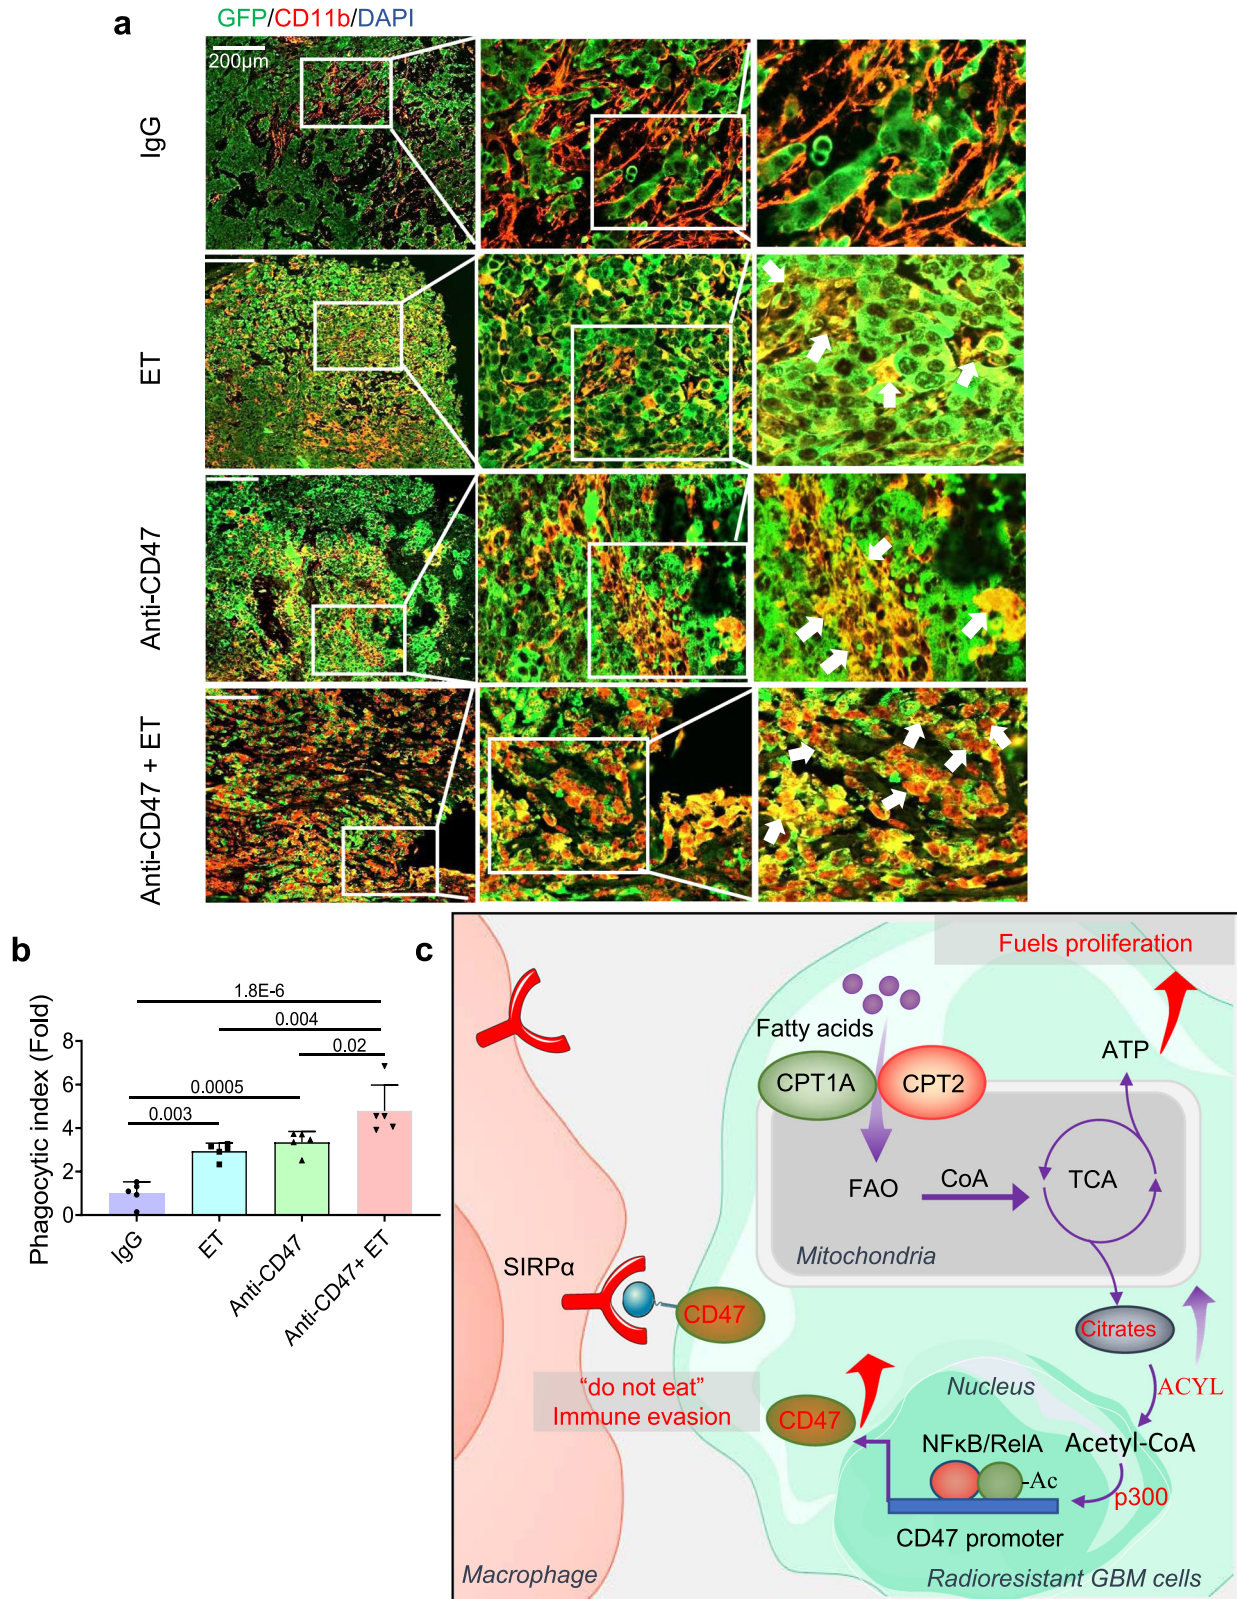 a
GFP/CD11b/DAPI
200μm
IgG
ET
Anti-CD47
Anti-CD47 + ET
b
Phagocytic index (Fold)
8
6
4
2
0
1.8E-6
0.004
0.02
0.0005
0.003
IgG
ET
Anti-CD47
Anti-CD47+ ET
c
Fuels proliferation
Fatty acids
ATP
CPT1A
CPT2
FAO
CoA
TCA
Mitochondria
SIRPα
CD47
Citrates
"do not eat"
Immune evasion
CD47
Nucleus
ACYL
NFκB/RelA
Acetyl-CoA
-Ac
p300
CD47 promoter
Macrophage
Radioresistant GBM cells